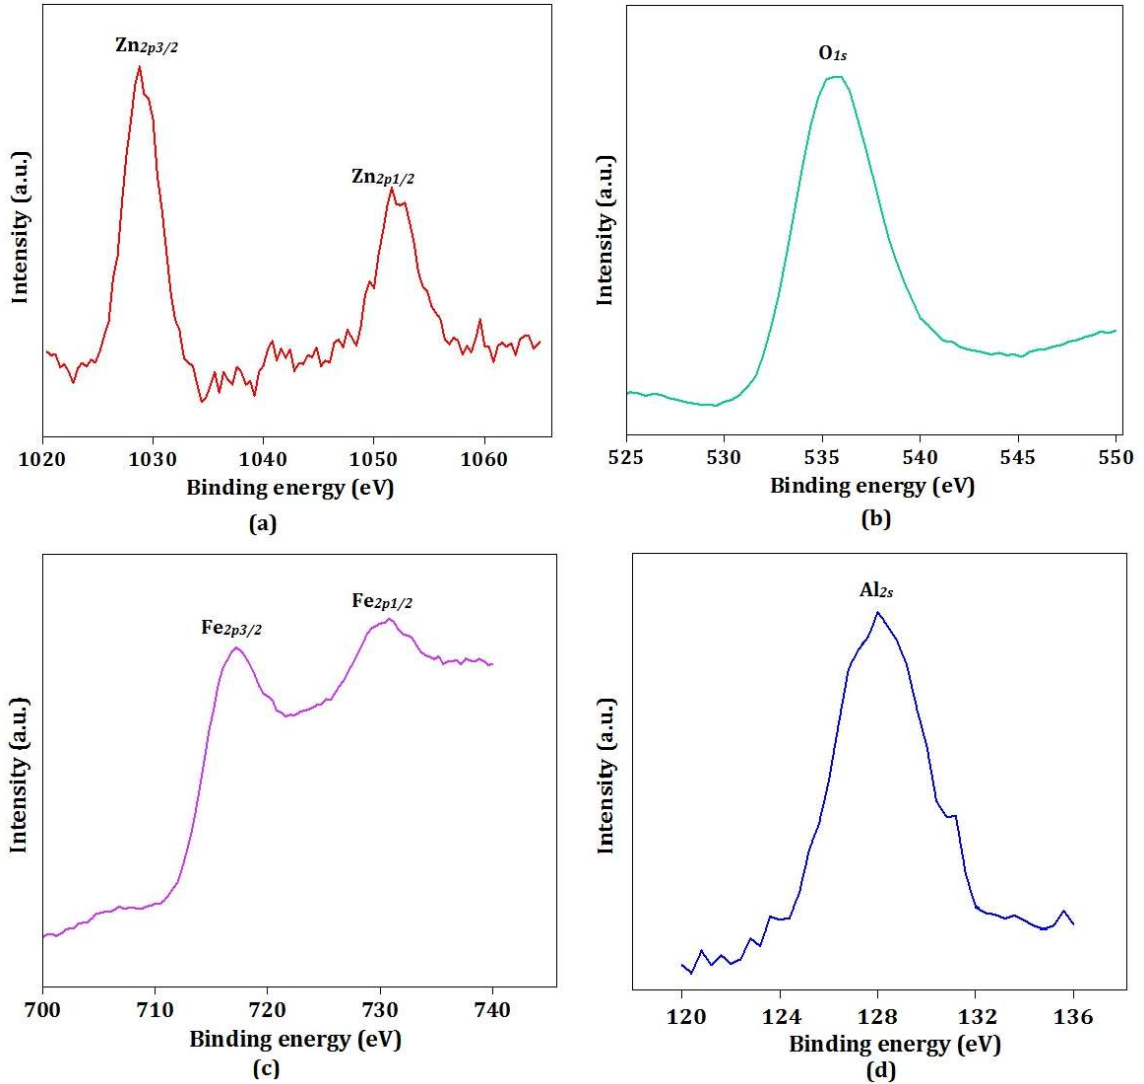 Zn2p3/2
Zn2p1/2
Intensity (a.u.)
1020 1030 1040 1050 1060
Binding energy (eV)
(a)
O1s
Intensity (a.u.)
525 530 535 540 545 550
Binding energy (eV)
(b)
Fe2p3/2
Fe2p1/2
Intensity (a.u.)
700 710 720 730 740
Binding energy (eV)
(c)
Al2s
Intensity (a.u.)
120 124 128 132 136
Binding energy (eV)
(d)